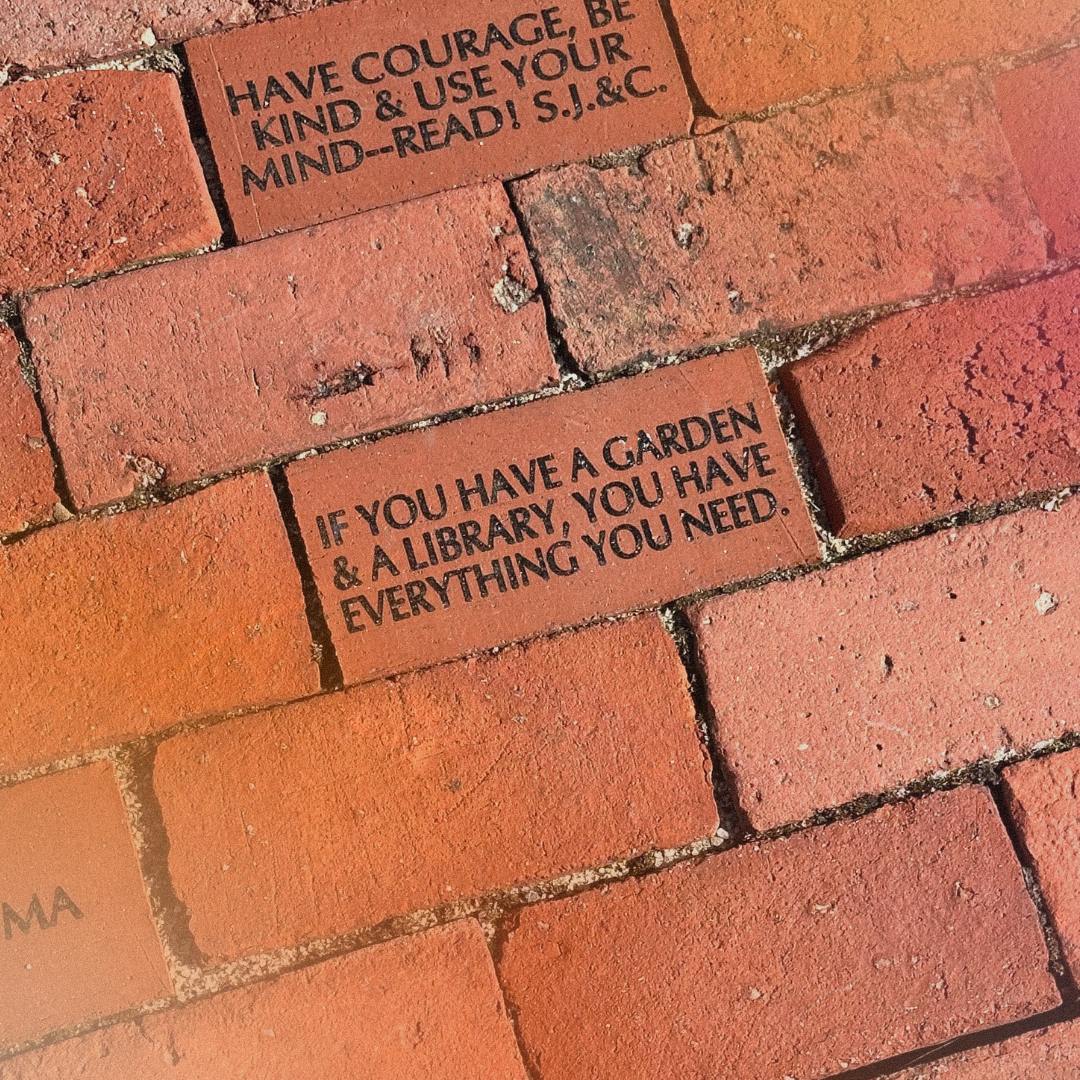 HAVE COURAGE, BE
KIND & USE YOUR
MIND--READ! S.J.&C.
IF YOU HAVE A GARDEN
& A LIBRARY, YOU HAVE
EVERYTHING YOU NEED.
MA